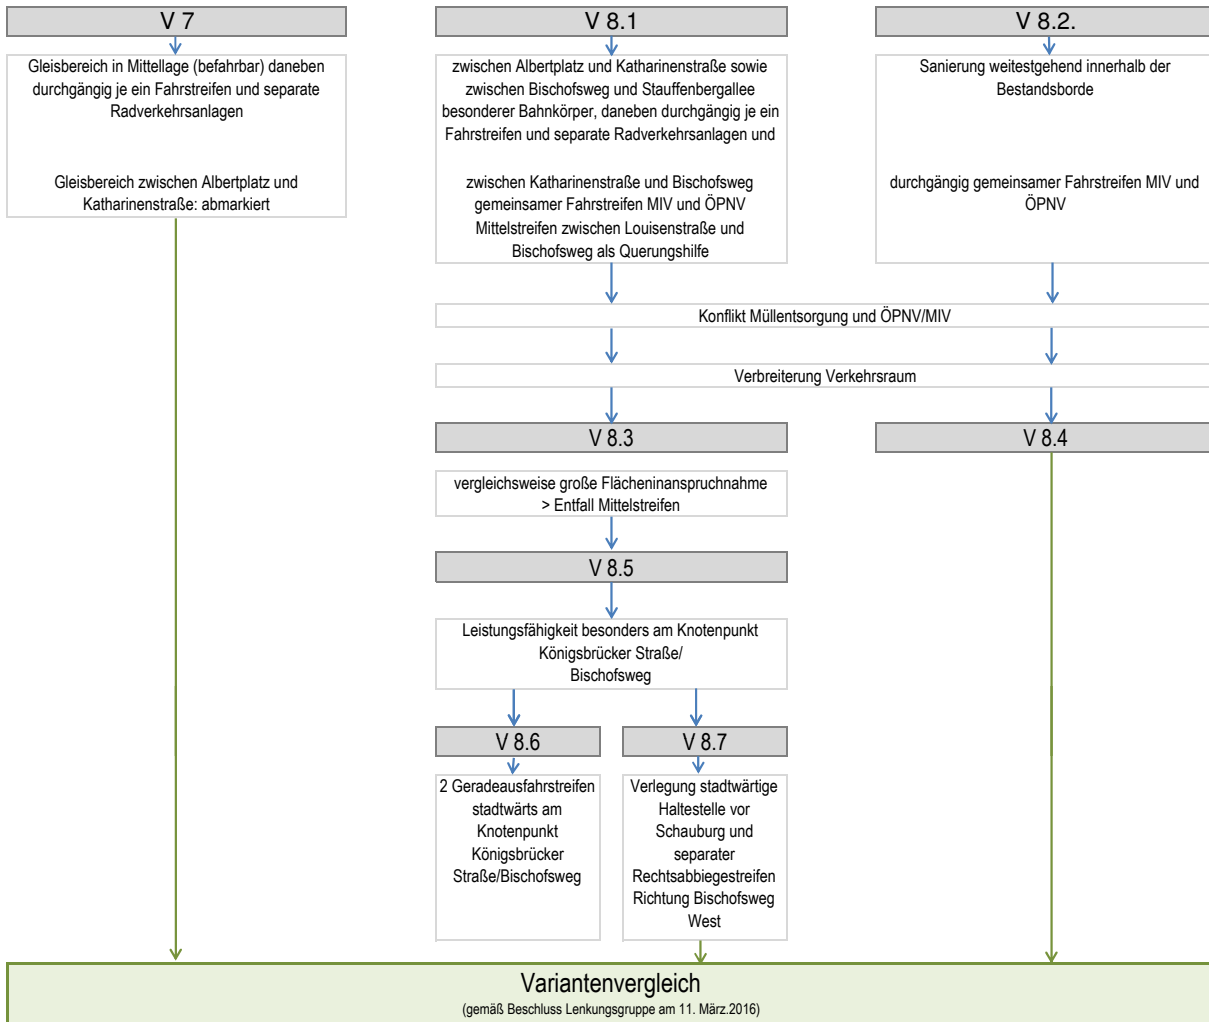 V 7
Gleisbereich in Mittellage (befahrbar) daneben
durchgängig je ein Fahrstreifen und separate
Radverkehrsanlagen
Gleisbereich zwischen Albertplatz und
Katharinenstraße: abmarkiert
V 8.1
zwischen Albertplatz und Katharinenstraße sowie
zwischen Bischofsweg und Stauffenbergallee
besonderer Bahnkörper, daneben durchgängig je ein
Fahrstreifen und separate Radverkehrsanlagen und
zwischen Katharinenstraße und Bischofsweg
gemeinsamer Fahrstreifen MIV und ÖPNV
Mittelstreifen zwischen Louisenstraße und
Bischofsweg als Querungshilfe
V 8.2.
Sanierung weitestgehend innerhalb der
Bestandsborde
durchgängig gemeinsamer Fahrstreifen MIV und
ÖPNV
Konflikt Müllentsorgung und ÖPNV/MIV
Verbreiterung Verkehrsraum
V 8.3
V 8.4
vergleichsweise große Flächeninanspruchnahme
> Entfall Mittelstreifen
V 8.5
Leistungsfähigkeit besonders am Knotenpunkt
Königsbrücker Straße/
Bischofsweg
V 8.6
2 Geradeausfahrstreifen
stadtwärts am
Knotenpunkt
Königsbrücker
Straße/Bischofsweg
V 8.7
Verlegung stadtwärtige
Haltestelle vor
Schauburg und
separater
Rechtsabbiegestreifen
Richtung Bischofsweg
West
Variantenvergleich
(gemäß Beschluss Lenkungsgruppe am 11. März.2016)